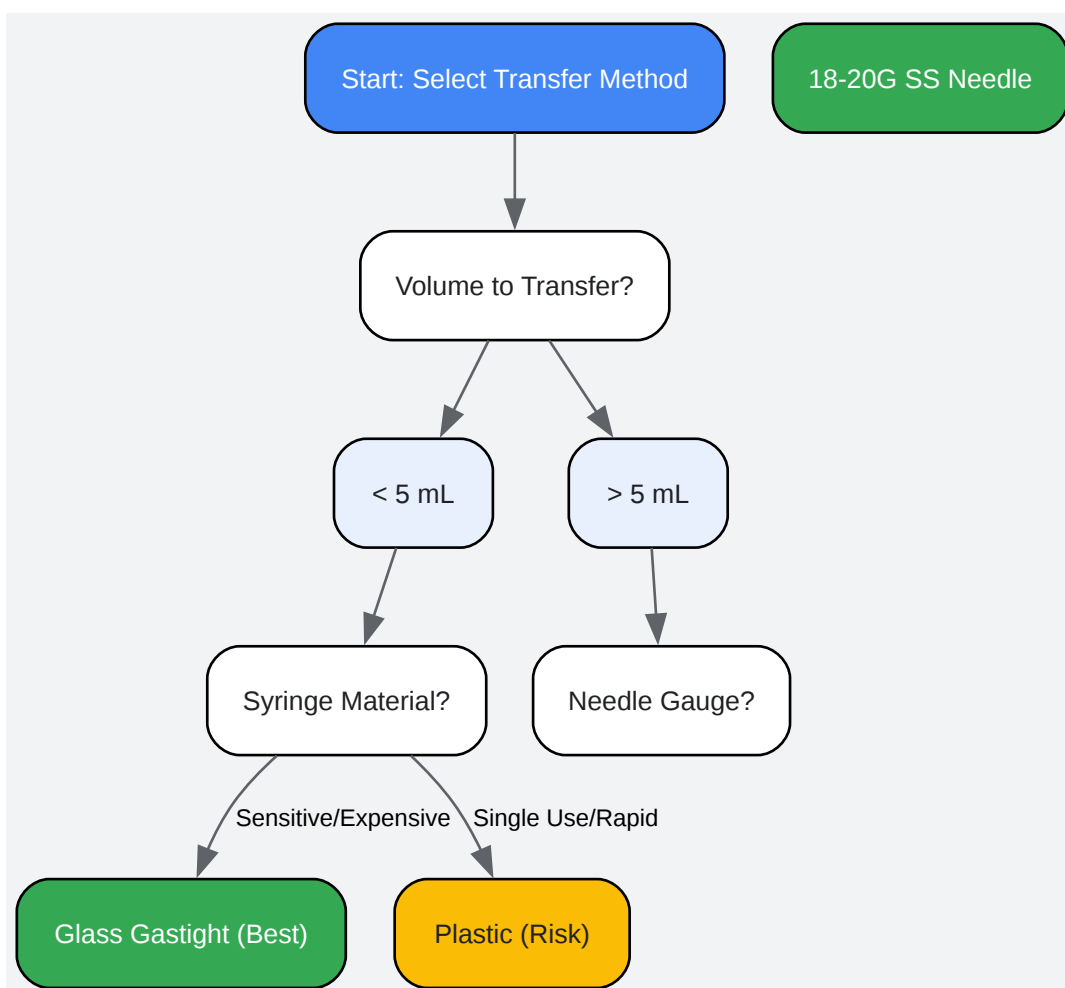 Start: Select Transfer Method
18-20G SS Needle
Volume to Transfer?
< 5 mL
> 5 mL
Syringe Material?
Needle Gauge?
Sensitive/Expensive
Single Use/Rapid
Glass Gastight (Best)
Plastic (Risk)